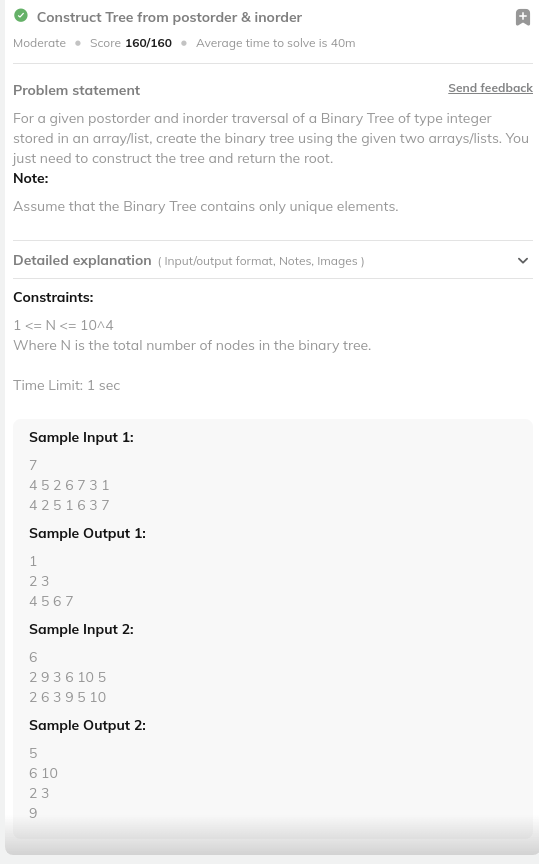 Construct Tree from postorder & inorder
Moderate • Score 160/160 • Average time to solve is 40m
Problem statement Send feedback
For a given postorder and inorder traversal of a Binary Tree of type integer
stored in an array/list, create the binary tree using the given two arrays/lists. You
just need to construct the tree and return the root.
Note:
Assume that the Binary Tree contains only unique elements.
Detailed explanation ( Input/output format, Notes, Images )
Constraints:
1 <= N <= 10^4
Where N is the total number of nodes in the binary tree.
Time Limit: 1 sec
Sample Input 1:
7
4 5 2 6 7 3 1
4 2 5 1 6 3 7
Sample Output 1:
1
2 3
4 5 6 7
Sample Input 2:
6
2 9 3 6 10 5
2 6 3 9 5 10
Sample Output 2:
5
6 10
2 3
9